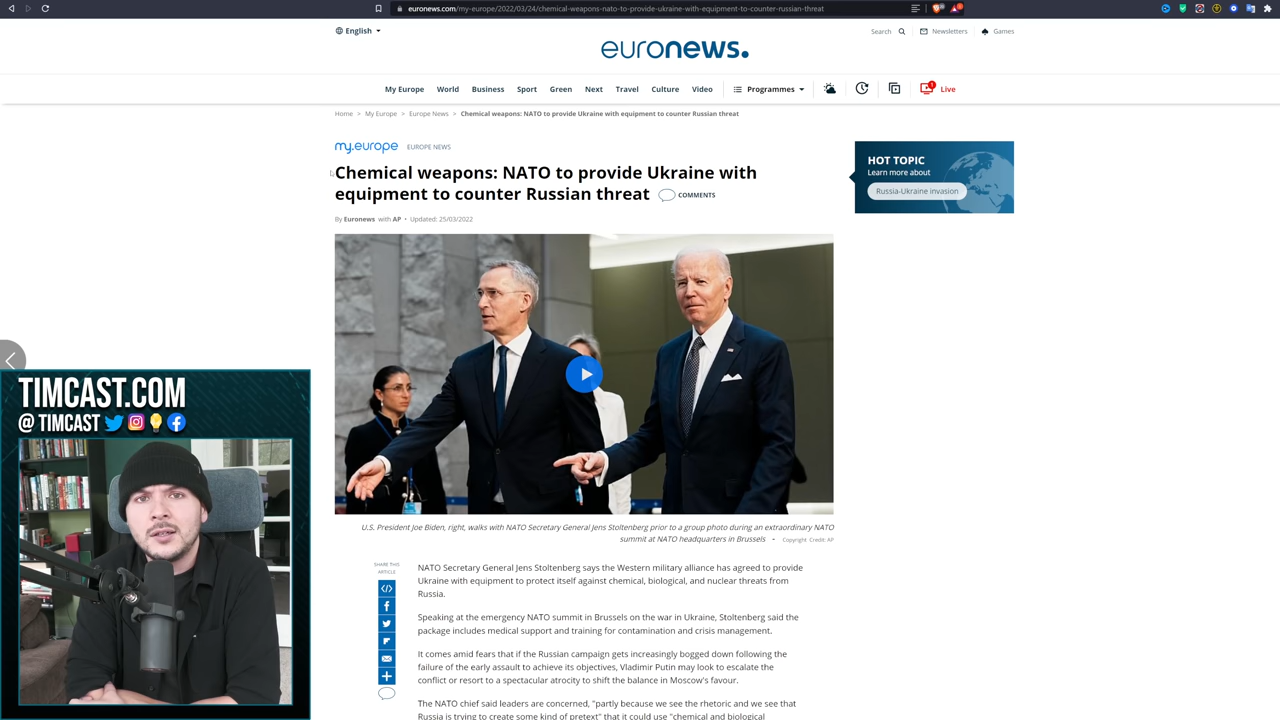 euronews.com/my-europe/2022/03/24/chemical-weapons-nato-to-provide-ukraine-with-equipment-to-counter-russian-threat
English
euronews.
Search
Newsletters
Games
My Europe World Business Sport Green Next Travel Culture Video Programmes Live
Home > My Europe > Europe News > Chemical weapons: NATO to provide Ukraine with equipment to counter Russian threat
my.europe EUROPE NEWS
Chemical weapons: NATO to provide Ukraine with
equipment to counter Russian threat COMMENTS
By Euronews with AP • Updated: 25/03/2022
HOT TOPIC
Learn more about
Russia-Ukraine invasion
U.S. President Joe Biden, right, walks with NATO Secretary General Jens Stoltenberg prior to a group photo during an extraordinary NATO
summit at NATO headquarters in Brussels - Copyright Credit: AP
SHARE THIS
ARTICLE
NATO Secretary General Jens Stoltenberg says the Western military alliance has agreed to provide
Ukraine with equipment to protect itself against chemical, biological, and nuclear threats from
Russia.
Speaking at the emergency NATO summit in Brussels on the war in Ukraine, Stoltenberg said the
package includes medical support and training for contamination and crisis management.
It comes amid fears that if the Russian campaign gets increasingly bogged down following the
failure of the early assault to achieve its objectives, Vladimir Putin may look to escalate the
conflict or resort to a spectacular atrocity to shift the balance in Moscow's favour.
The NATO chief said leaders are concerned, "partly because we see the rhetoric and we see that
Russia is trying to create some kind of pretext" that it could use "chemical and biological
TIMCAST.COM
@ TIMCAST